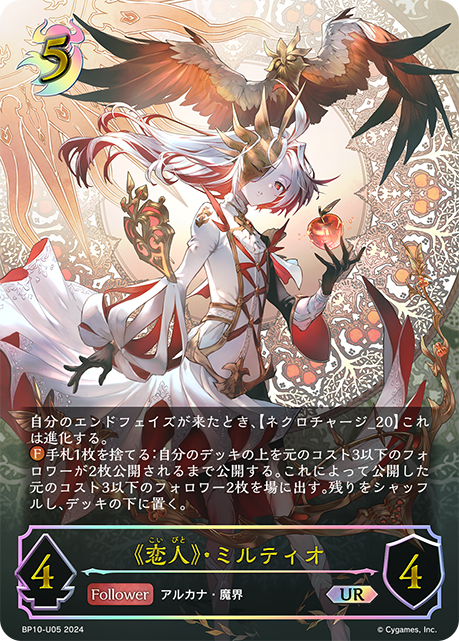 5
自分のエンドフェイズが来たとき、【ネクロチャージ_20】これ
は進化する。
手札1枚を捨てる:自分のデッキの上を元のコスト3以下のフォ
ロワーが2枚公開されるまで公開する。これによって公開した
元のコスト3以下のフォロワー2枚を場に出す。残りをシャッフ
ルし、デッキの下に置く。
こい びと
《恋人》・ミルティオ
4
Follower アルカナ・魔界
UR
4
BP10-U05 2024
© Cygames, Inc.